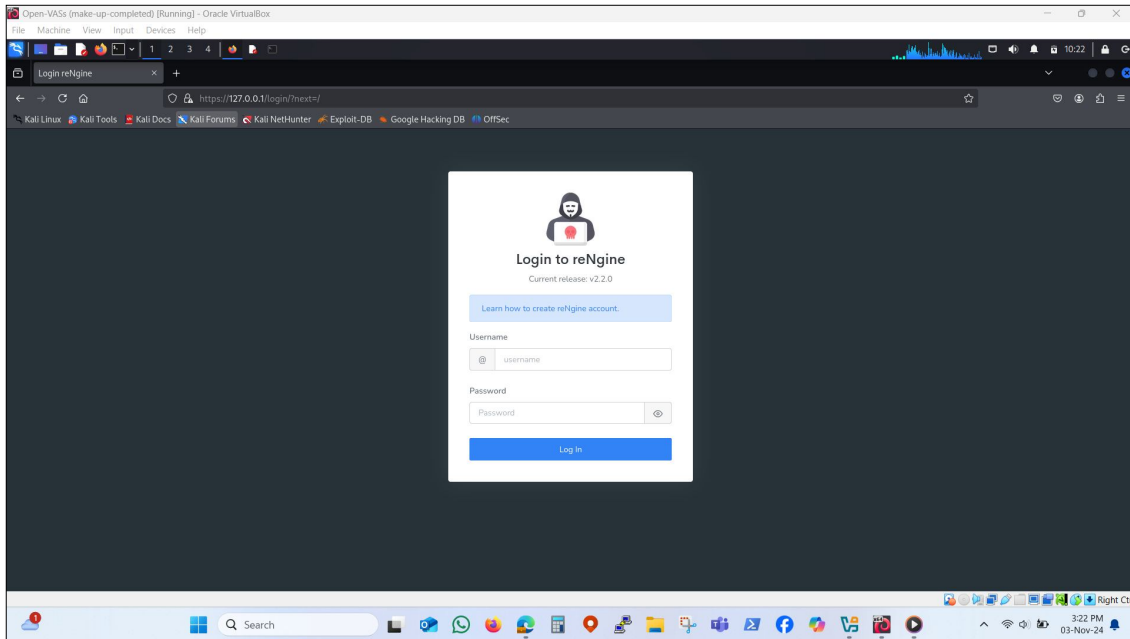 Open-VASs (make-up-completed) [Running] - Oracle VirtualBox
File Machine View Input Devices Help
1 2 3 4
10:22
Login reNgine
https://127.0.0.1/login/?next=/
Kali Linux Kali Tools Kali Docs Kali Forums Kali NetHunter Exploit-DB Google Hacking DB OffSec
Login to reNgine
Current release: v2.2.0
Learn how to create reNgine account.
Username
@ username
Password
Password
Log In
Right Ct
1
Search
3:22 PM
03-Nov-24